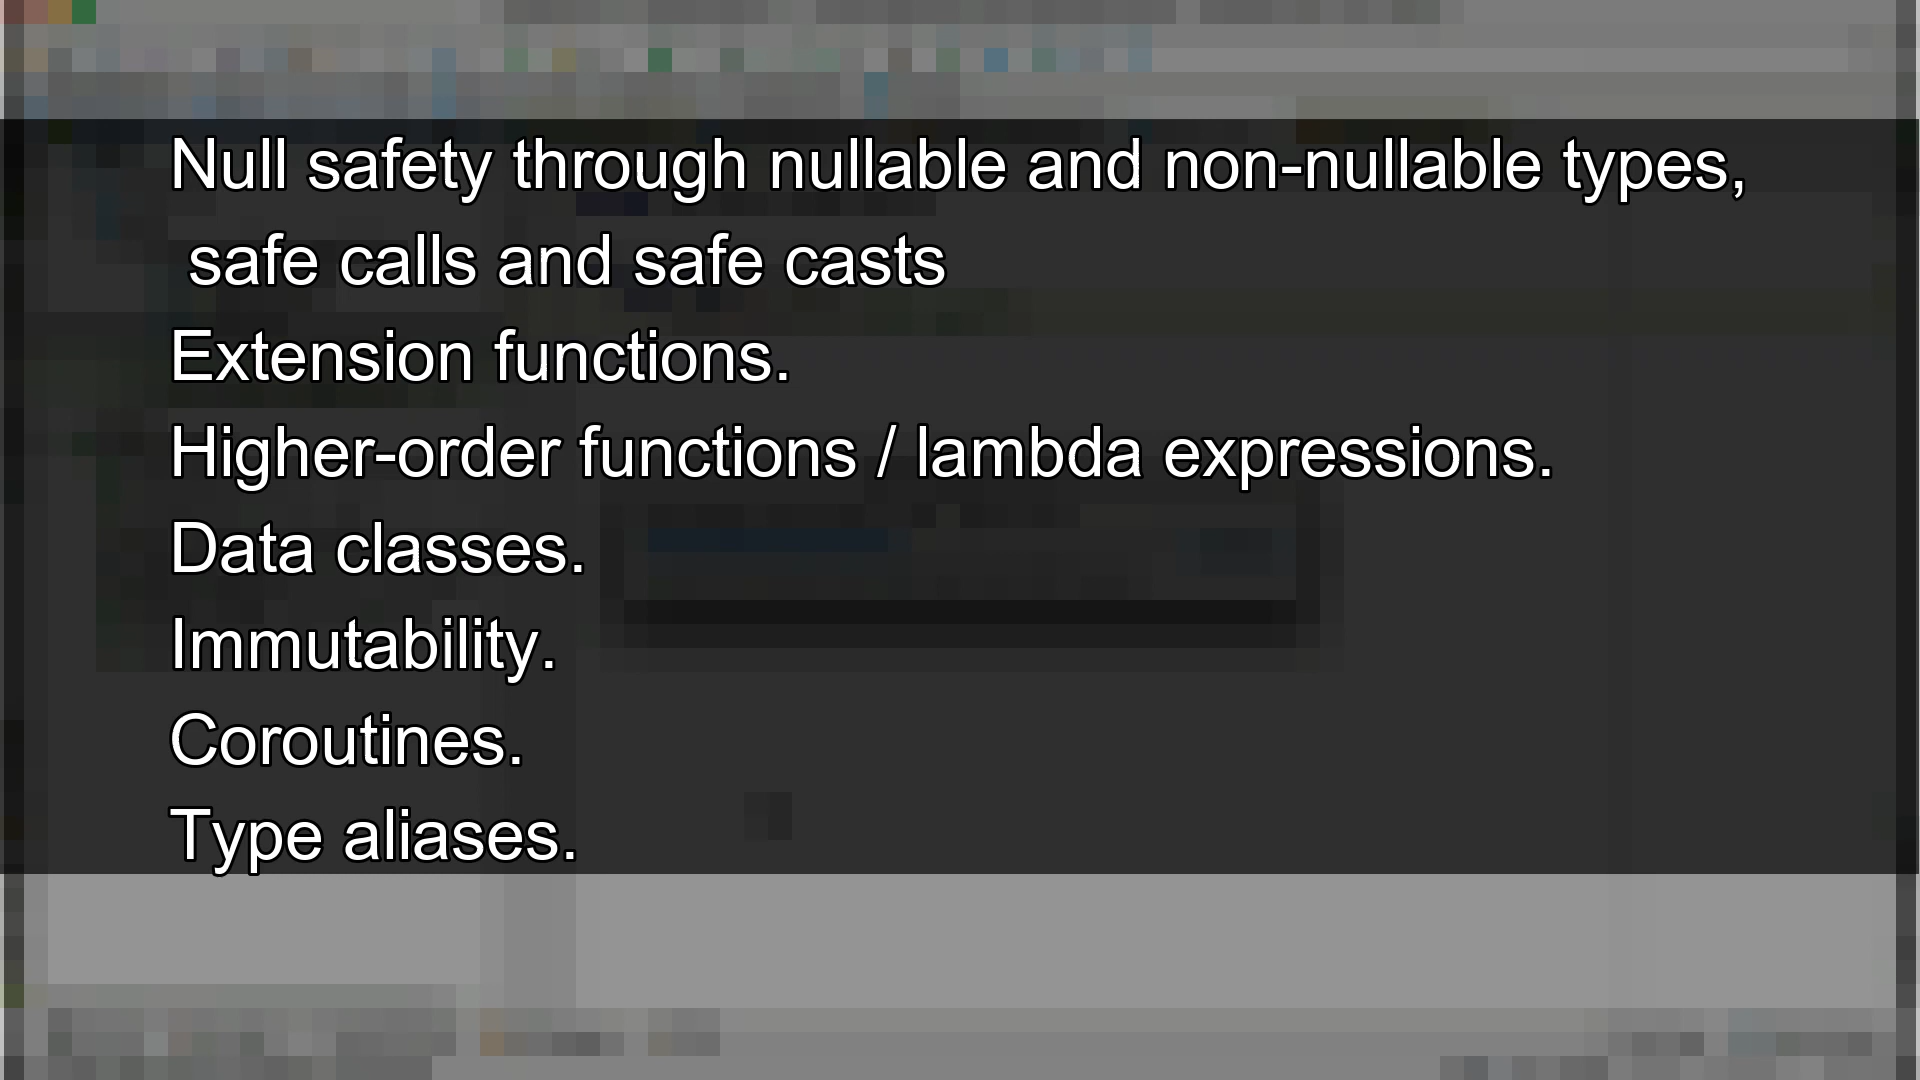 Null safety through nullable and non-nullable types,
safe calls and safe casts
Extension functions.
Higher-order functions / lambda expressions.
Data classes.
Immutability.
Coroutines.
Type aliases.